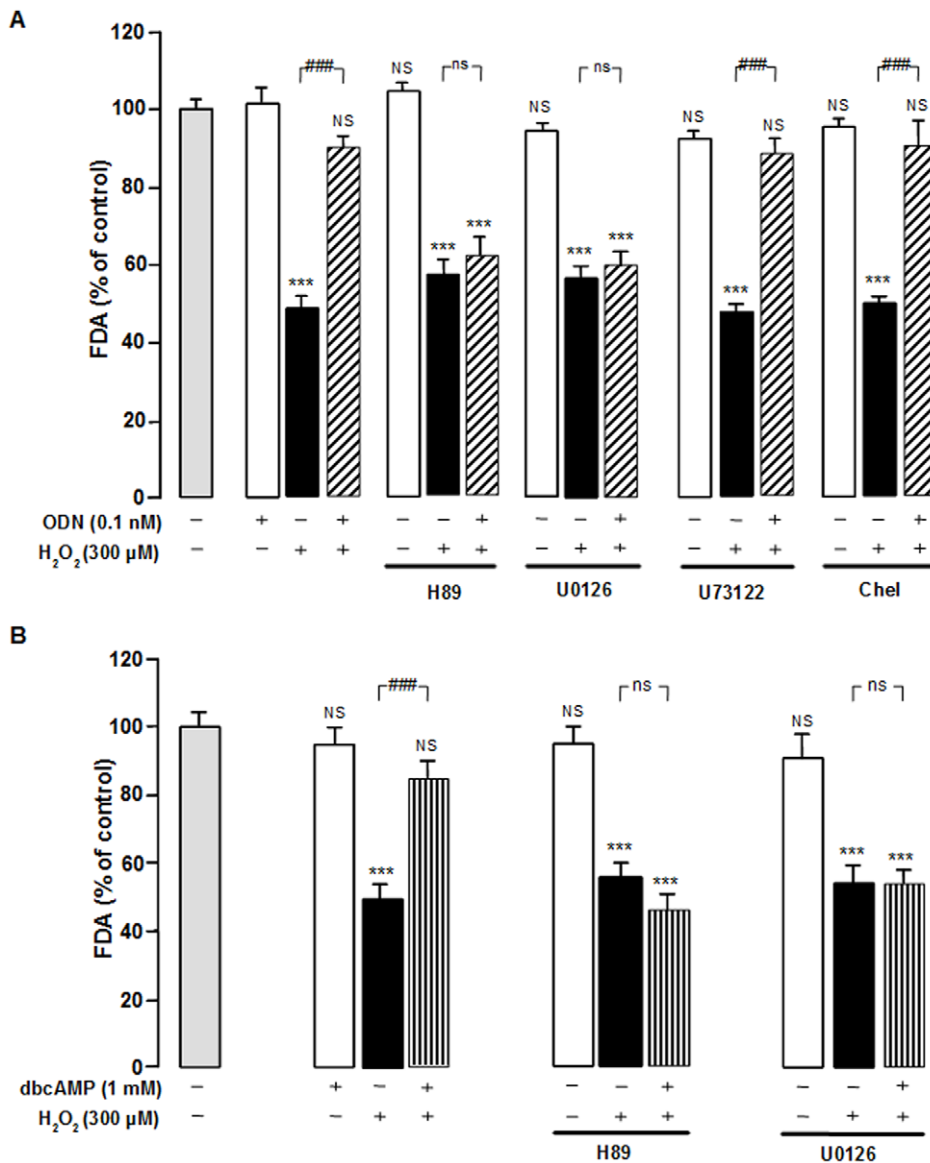 A
120
100
80
60
40
20
0
FDA (% of control)
### ns ns ### ###
NS NS NS NS NS NS NS
*** *** *** *** *** *** ***
ODN (0.1 nM) – + – + – – + – – + – – + – – +
H₂O₂ (300 µM) – – + + – + + – + + – + + – + +
H89 U0126 U73122 Chel
B
120
100
80
60
40
20
0
FDA (% of control)
### ns ns
NS NS NS NS
*** *** *** *** ***
dbcAMP (1 mM) – + – + – – + – – +
H₂O₂ (300 µM) – – + + – + + – + +
H89 U0126